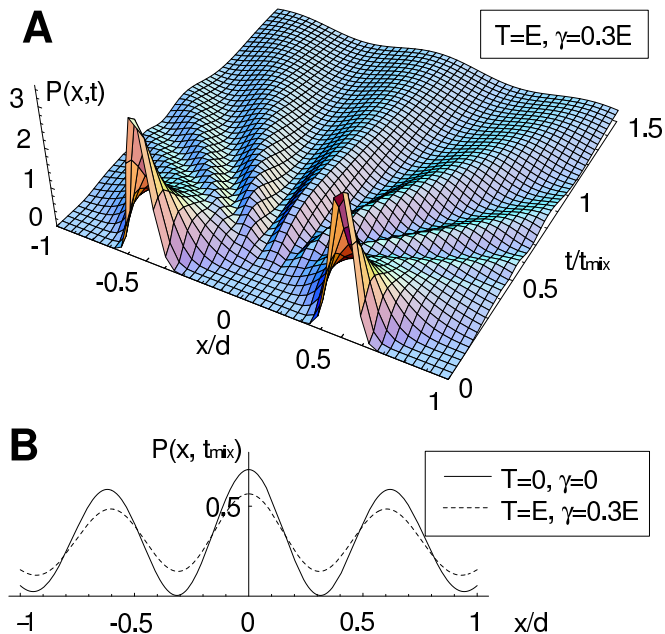 A
T=E, γ=0.3E
P(x,t)
3
2
1
0
-1
-0.5
0
0.5
1
x/d
0
0.5
1
1.5
t/tmix
B
P(x, tmix)
0.5
T=0, γ=0
T=E, γ=0.3E
-1
-0.5
0
0.5
1
x/d